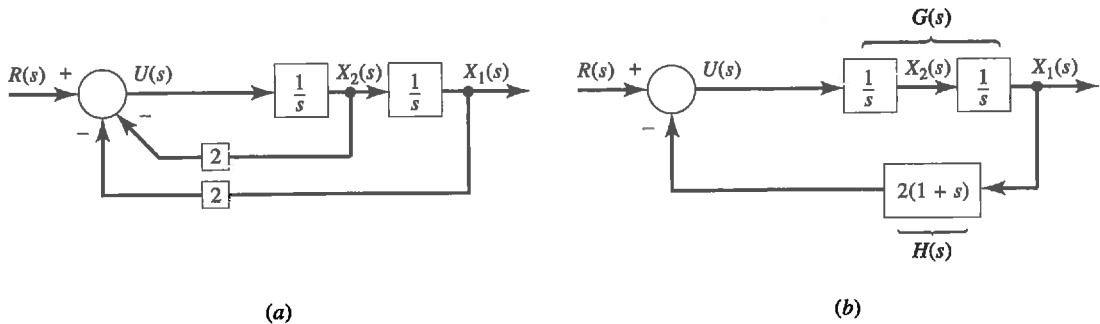 R(s) +
U(s)
1/s
X₂(s)
1/s
X₁(s)
−
−
2
2
(a)
G(s)
R(s) +
U(s)
1/s
X₂(s)
1/s
X₁(s)
−
2(1 + s)
H(s)
(b)